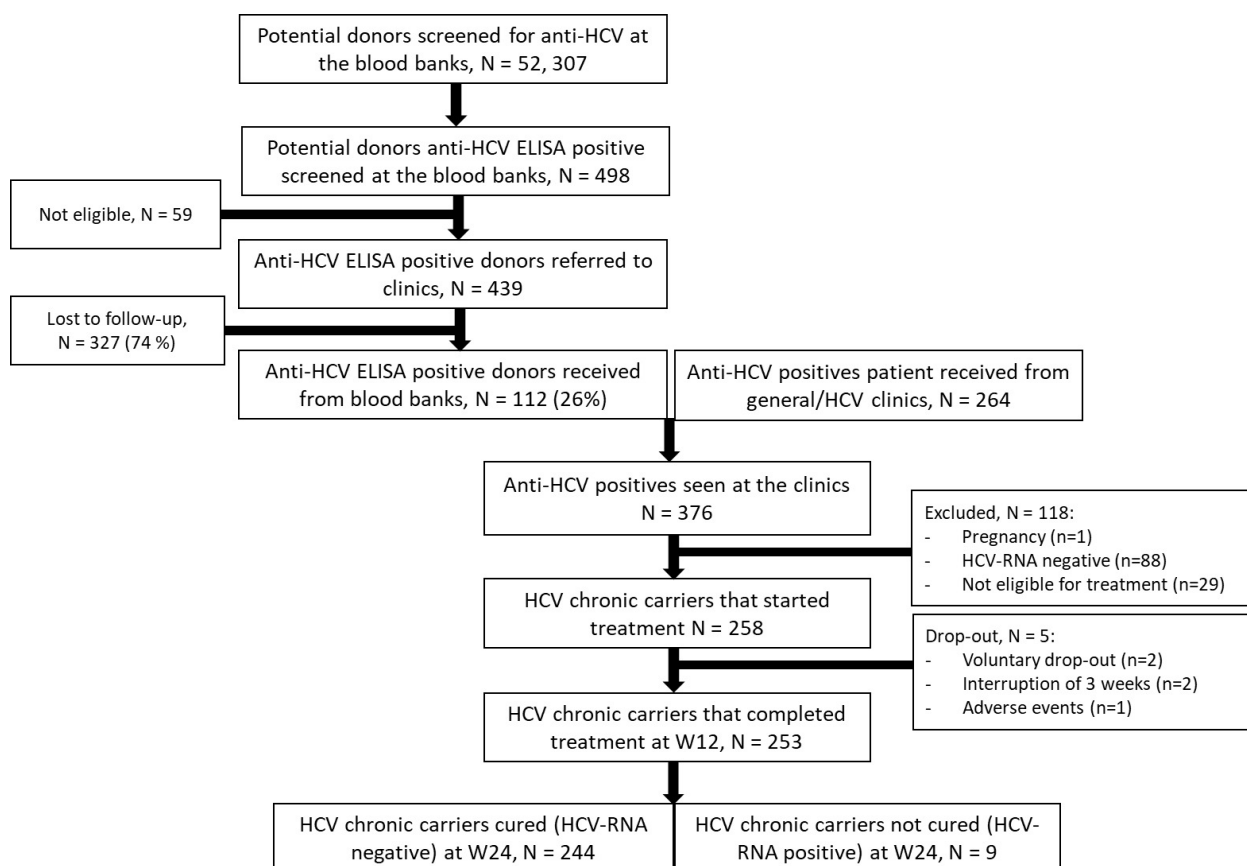 Potential donors screened for anti-HCV at
the blood banks, N = 52, 307
Potential donors anti-HCV ELISA positive
screened at the blood banks, N = 498
Not eligible, N = 59
Anti-HCV ELISA positive donors referred to
clinics, N = 439
Lost to follow-up,
N = 327 (74 %)
Anti-HCV ELISA positive donors received
from blood banks, N = 112 (26%)
Anti-HCV positives patient received from
general/HCV clinics, N = 264
Anti-HCV positives seen at the clinics
N = 376
Excluded, N = 118:
- Pregnancy (n=1)
- HCV-RNA negative (n=88)
- Not eligible for treatment (n=29)
HCV chronic carriers that started
treatment N = 258
Drop-out, N = 5:
- Voluntary drop-out (n=2)
- Interruption of 3 weeks (n=2)
- Adverse events (n=1)
HCV chronic carriers that completed
treatment at W12, N = 253
HCV chronic carriers cured (HCV-RNA
negative) at W24, N = 244
HCV chronic carriers not cured (HCV-
RNA positive) at W24, N = 9